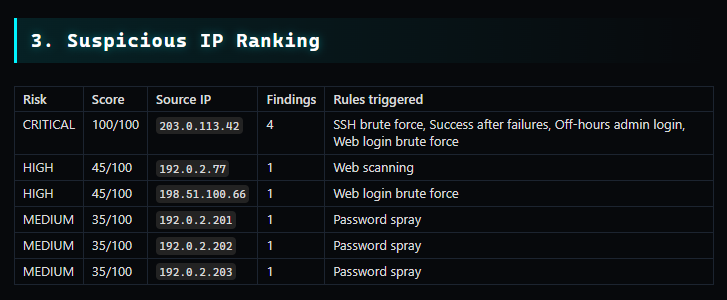 3. Suspicious IP Ranking
Risk Score Source IP Findings Rules triggered
CRITICAL 100/100 203.0.113.42 4 SSH brute force, Success after failures, Off-hours admin login,
Web login brute force
HIGH 45/100 192.0.2.77 1 Web scanning
HIGH 45/100 198.51.100.66 1 Web login brute force
MEDIUM 35/100 192.0.2.201 1 Password spray
MEDIUM 35/100 192.0.2.202 1 Password spray
MEDIUM 35/100 192.0.2.203 1 Password spray